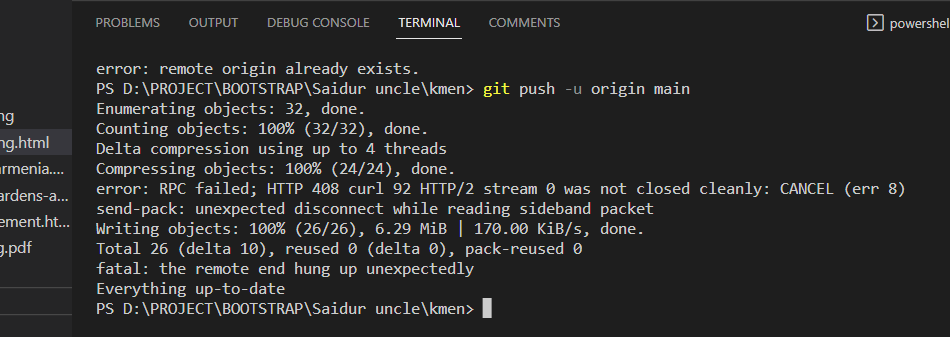 PROBLEMS OUTPUT DEBUG CONSOLE TERMINAL COMMENTS powershel
error: remote origin already exists.
PS D:\PROJECT\BOOTSTRAP\Saidur uncle\kmen> git push -u origin main
Enumerating objects: 32, done.
Counting objects: 100% (32/32), done.
Delta compression using up to 4 threads
Compressing objects: 100% (24/24), done.
error: RPC failed; HTTP 408 curl 92 HTTP/2 stream 0 was not closed cleanly: CANCEL (err 8)
send-pack: unexpected disconnect while reading sideband packet
Writing objects: 100% (26/26), 6.29 MiB | 170.00 KiB/s, done.
Total 26 (delta 10), reused 0 (delta 0), pack-reused 0
fatal: the remote end hung up unexpectedly
Everything up-to-date
PS D:\PROJECT\BOOTSTRAP\Saidur uncle\kmen>
ng
ng.html
armenia....
ardens-a...
ement.ht...
g.pdf